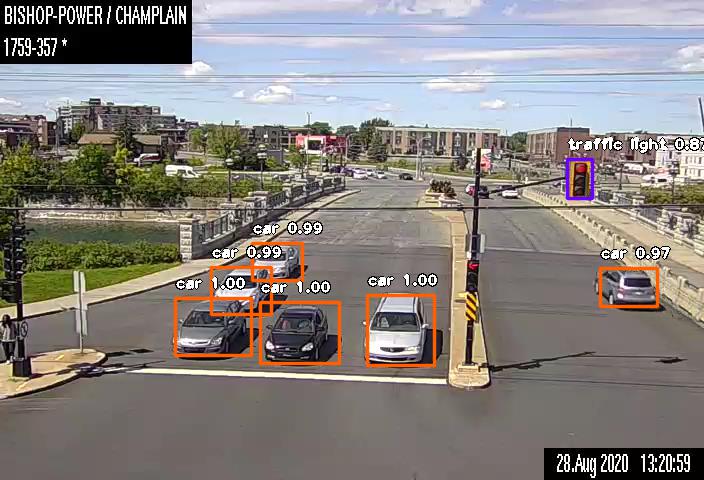 BISHOP-POWER / CHAMPLAIN
1759-357 *
traffic light 0.87
car 0.99
car 0.99
car 0.97
car 1.00
car 1.00
car 1.00
28.Aug 2020 13:20:59